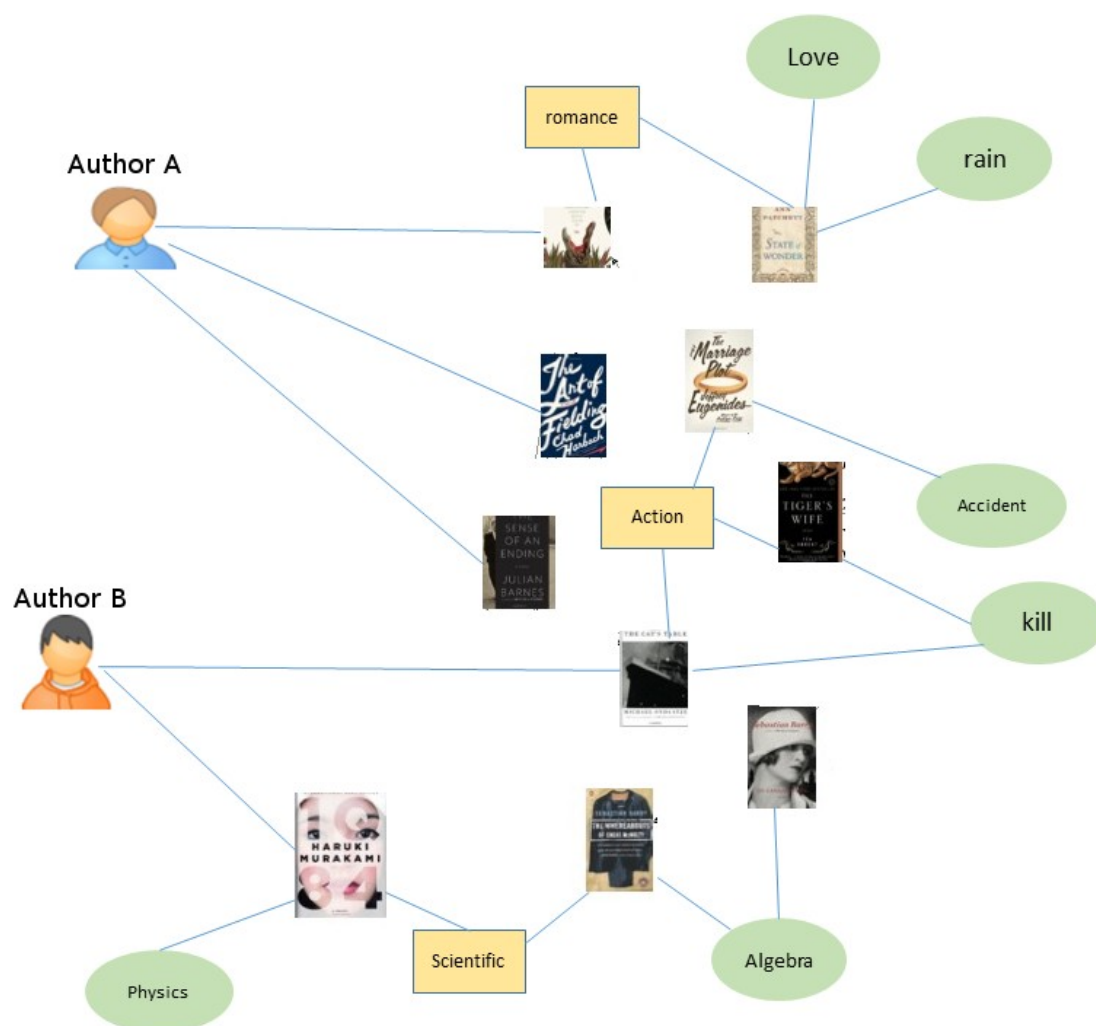 Love
romance
rain
Author A
ANN
PATCHETT
STATE of
WONDER
The
Marriage
Plot
Jeffrey
Eugenides
The
Art of
Fielding
Chad
Harbach
Action
THE
TIGER'S
WIFE
Accident
SENSE
OF AN
ENDING
JULIAN
BARNES
Author B
kill
THE CAT'S TABLE
MICHAEL ONDAATJE
Sebastian Barry
19
HARUKI
MURAKAMI
84
SEBASTIAN BARRY
THE WHEREABOUTS
OF ENEAS McNULTY
Scientific
Algebra
Physics